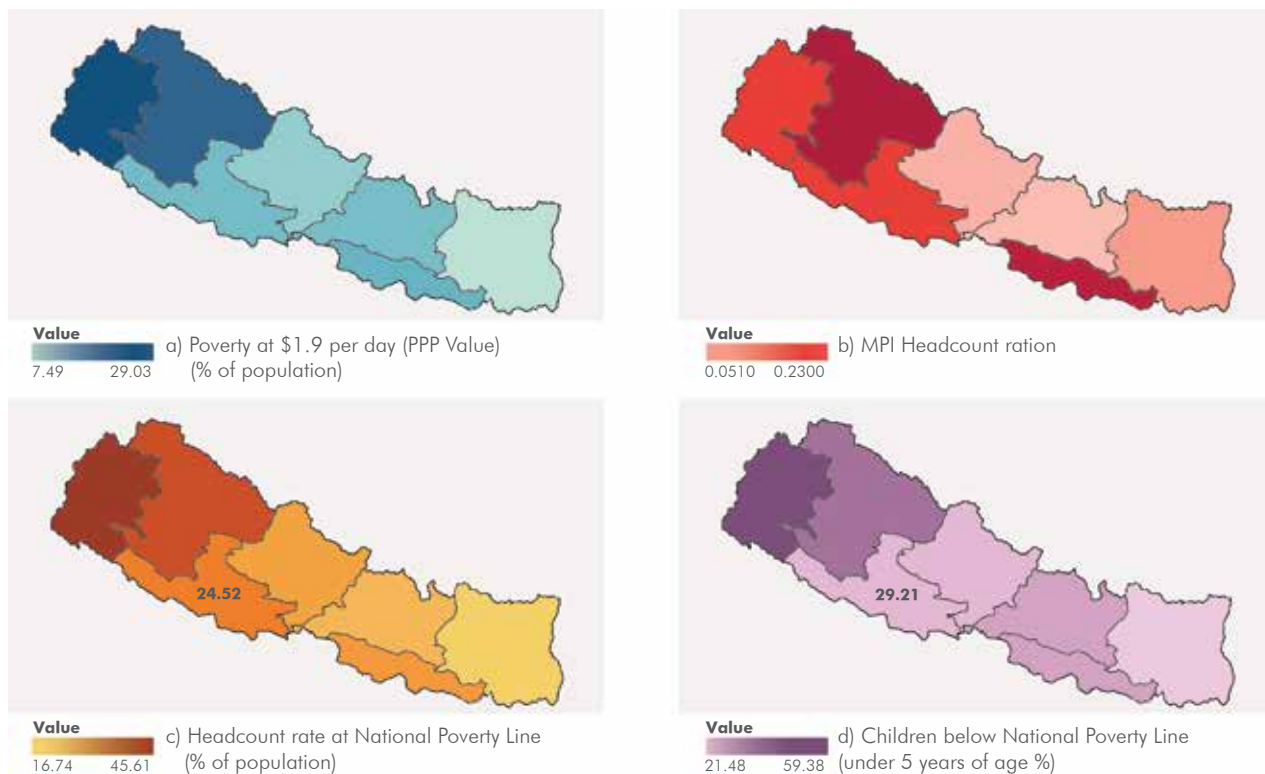 Value
7.49 29.03
a) Poverty at $1.9 per day (PPP Value)
(% of population)
Value
0.0510 0.2300
b) MPI Headcount ration
24.52
Value
16.74 45.61
c) Headcount rate at National Poverty Line
(% of population)
29.21
Value
21.48 59.38
d) Children below National Poverty Line
(under 5 years of age %)